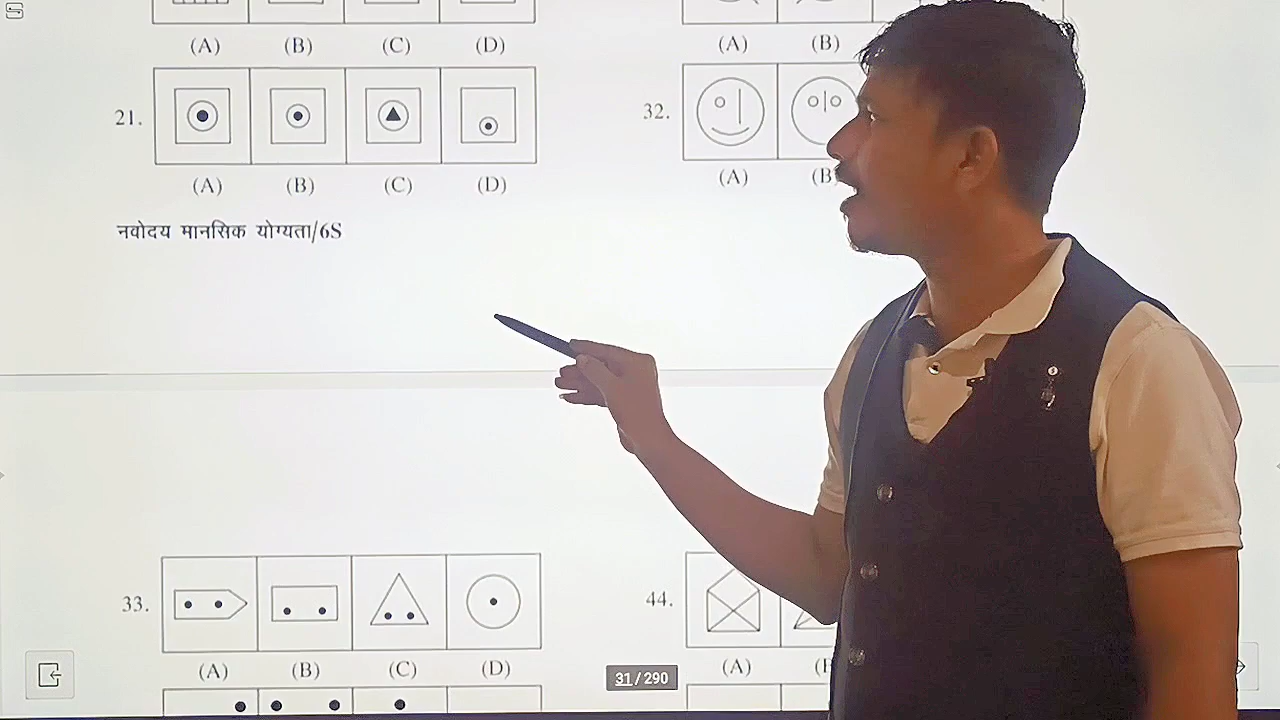 (A) (B) (C) (D)
21.
(A) (B) (C) (D)
नवोदय मानसिक योग्यता/6S
(A) (B)
32.
(A) (B
33.
(A) (B) (C) (D)
44.
(A)
31 / 290